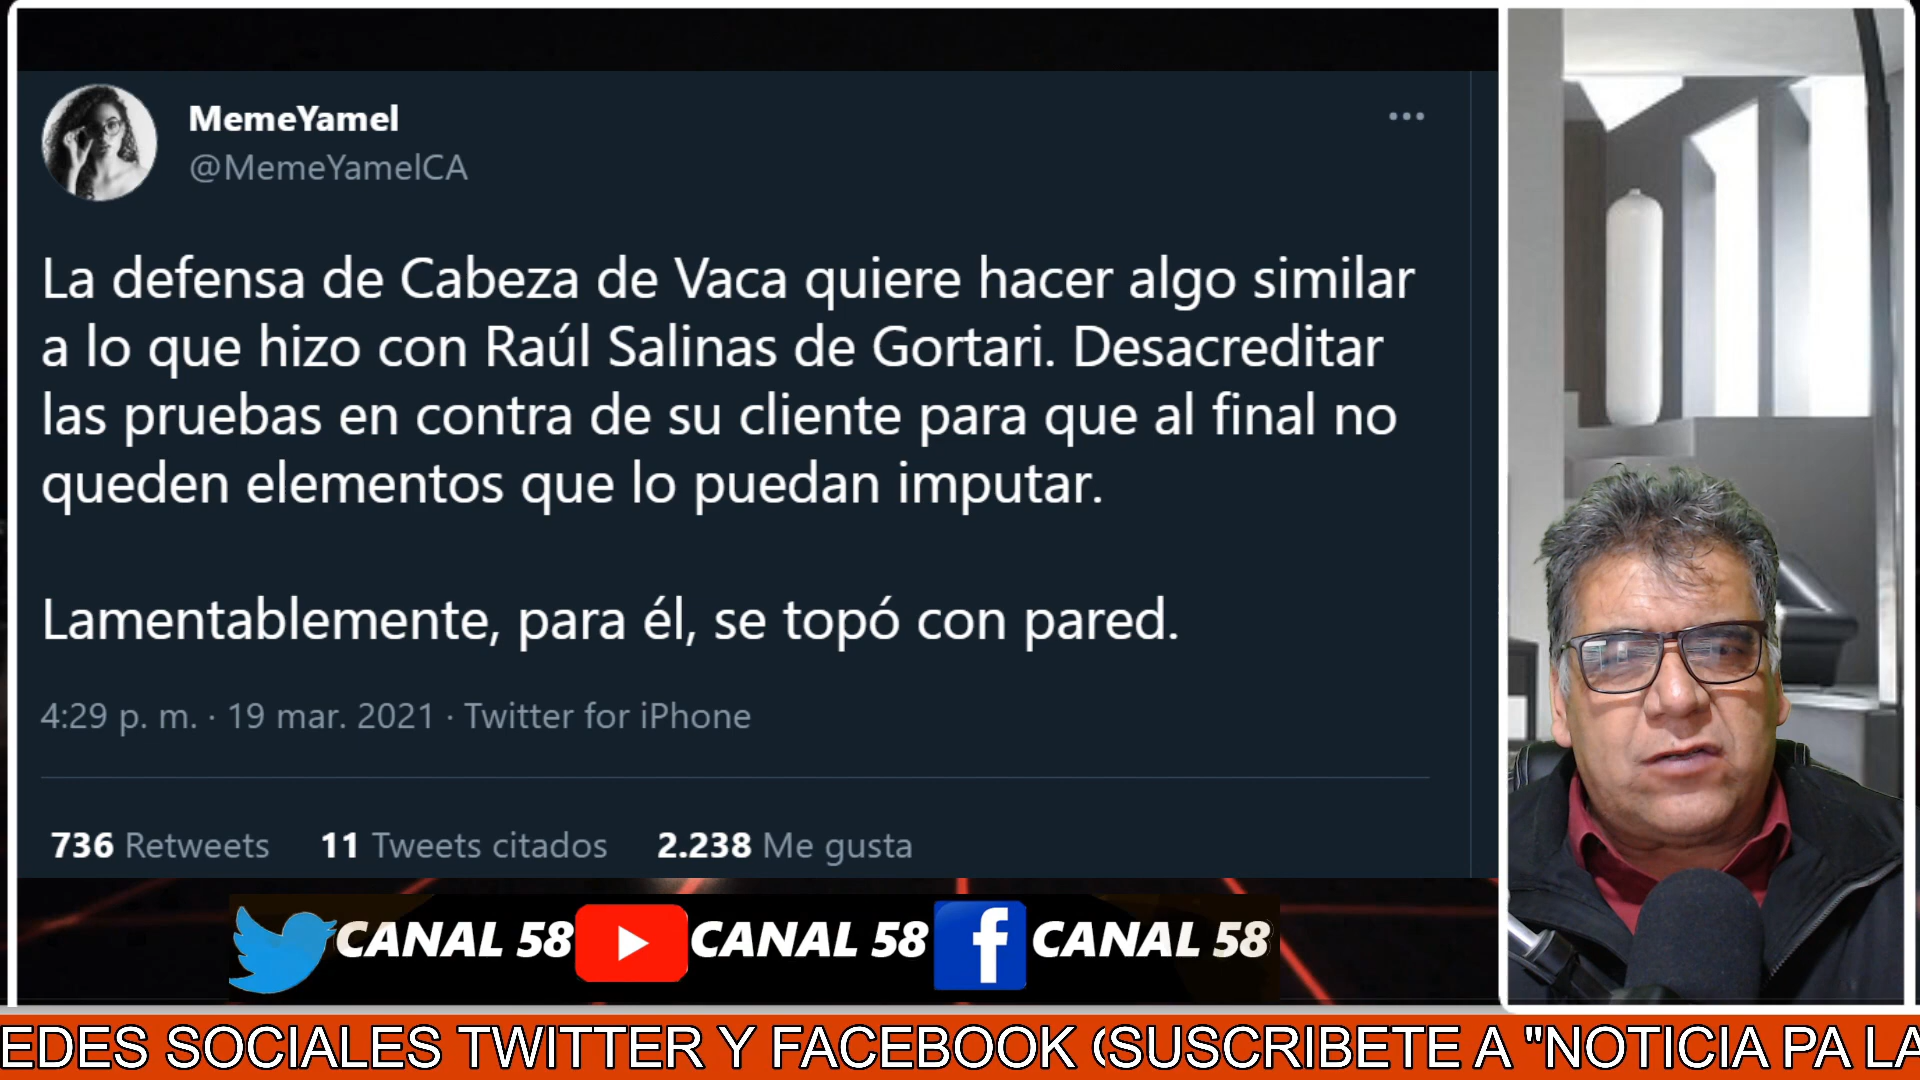 MemeYamel
@MemeYamelCA
La defensa de Cabeza de Vaca quiere hacer algo similar
a lo que hizo con Raúl Salinas de Gortari. Desacreditar
las pruebas en contra de su cliente para que al final no
queden elementos que lo puedan imputar.
Lamentablemente, para él, se topó con pared.
4:29 p. m. · 19 mar. 2021 · Twitter for iPhone
736 Retweets 11 Tweets citados 2.238 Me gusta
CANAL 58 CANAL 58 CANAL 58
EDES SOCIALES TWITTER Y FACEBOOK (SUSCRIBETE A "NOTICIA PA LA